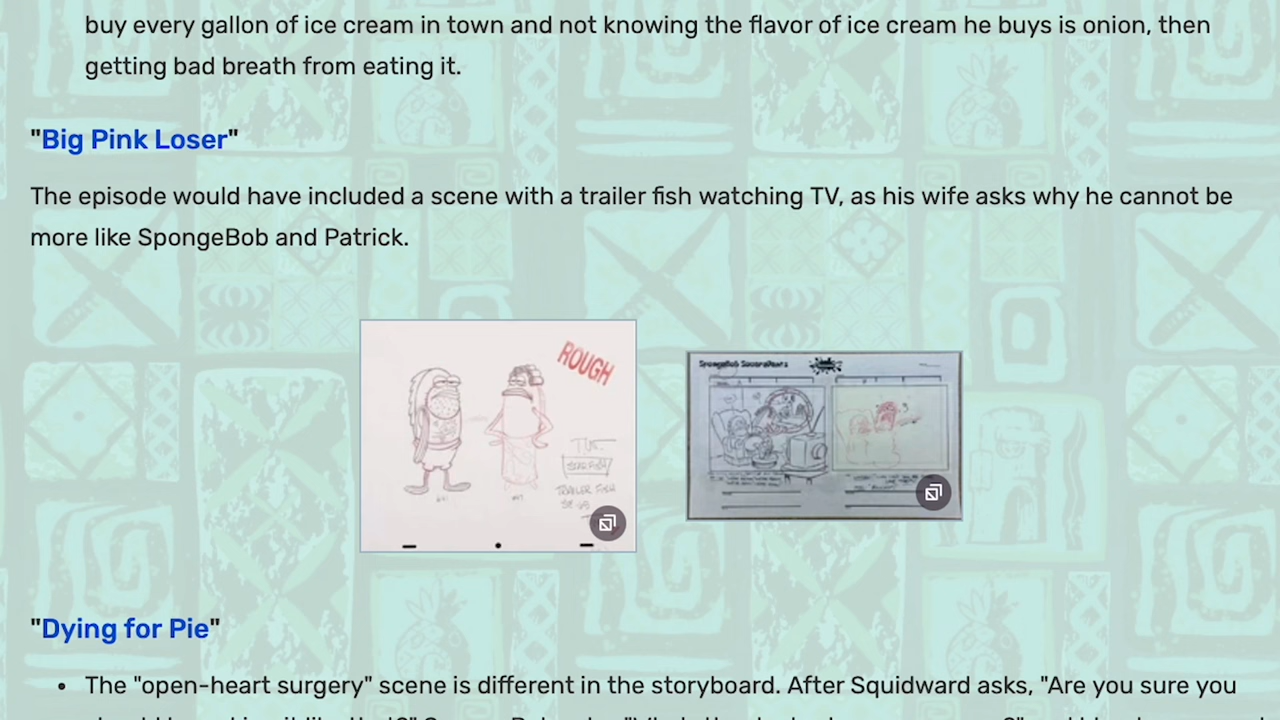 buy every gallon of ice cream in town and not knowing the flavor of ice cream he buys is onion, then
getting bad breath from eating it.
"Big Pink Loser"
The episode would have included a scene with a trailer fish watching TV, as his wife asks why he cannot be
more like SpongeBob and Patrick.
ROUGH
TRAILER FISH
SpongeBob SquarePants
"Dying for Pie"
• The "open-heart surgery" scene is different in the storyboard. After Squidward asks, "Are you sure you